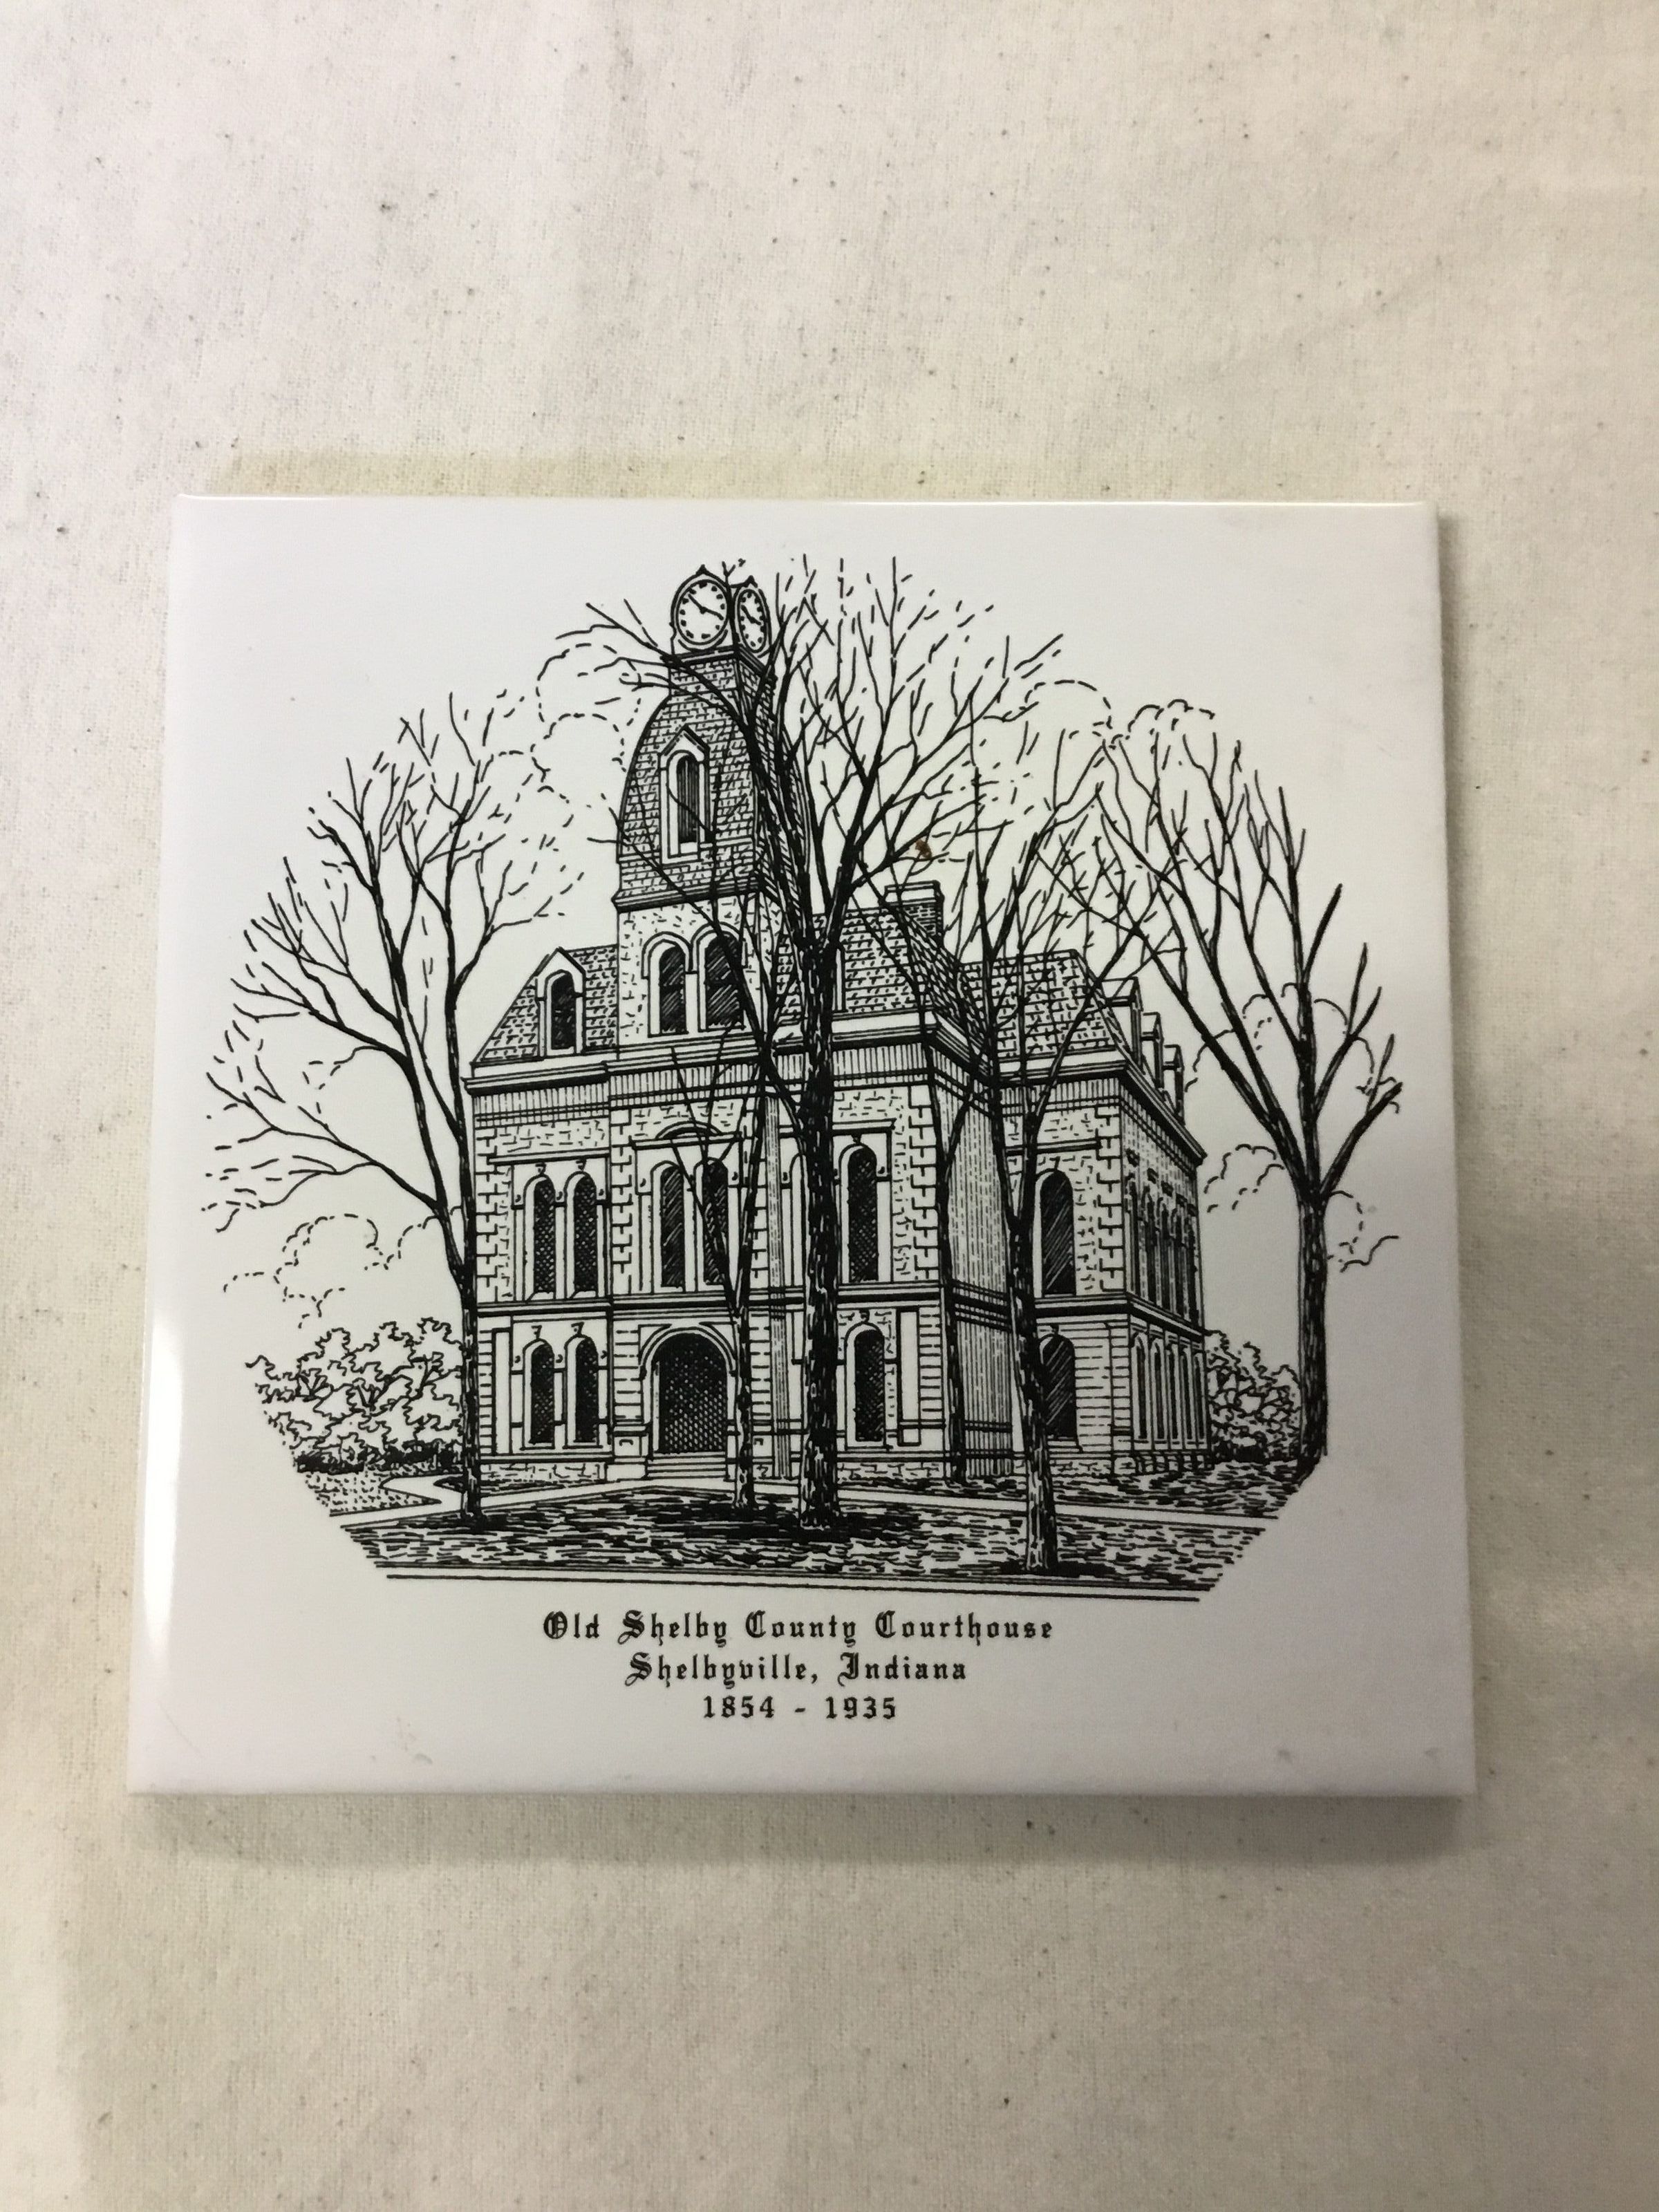 Old Shelby County Courthouse
Shelbyville, Indiana
1854 - 1935